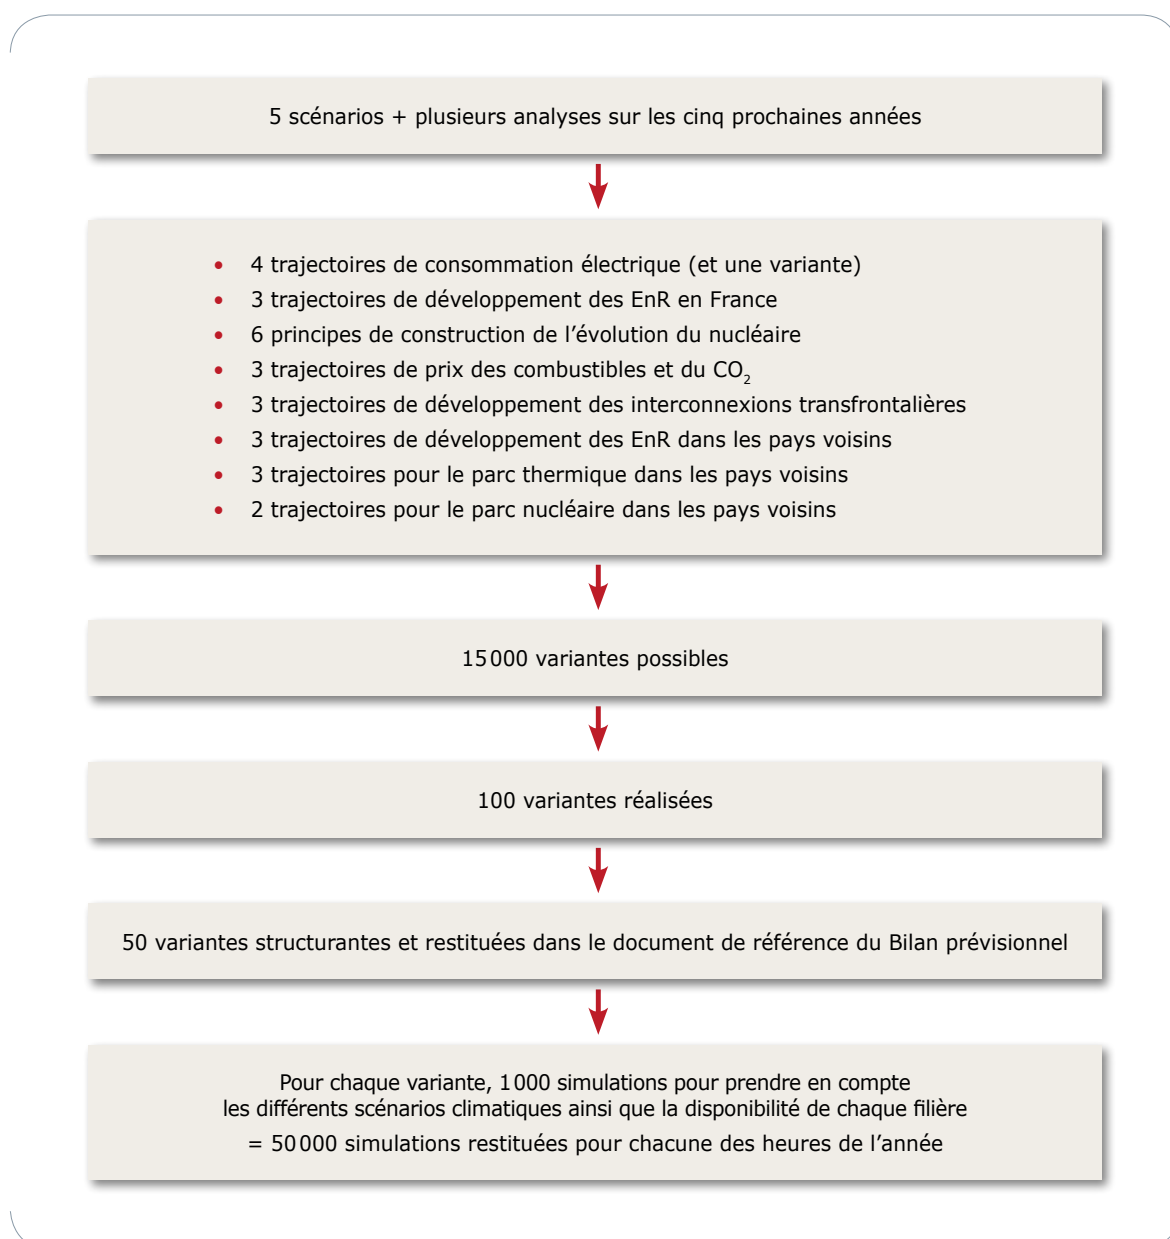 5 scénarios + plusieurs analyses sur les cinq prochaines années
• 4 trajectoires de consommation électrique (et une variante)
• 3 trajectoires de développement des EnR en France
• 6 principes de construction de l’évolution du nucléaire
• 3 trajectoires de prix des combustibles et du CO₂
• 3 trajectoires de développement des interconnexions transfrontalières
• 3 trajectoires de développement des EnR dans les pays voisins
• 3 trajectoires pour le parc thermique dans les pays voisins
• 2 trajectoires pour le parc nucléaire dans les pays voisins
15 000 variantes possibles
100 variantes réalisées
50 variantes structurantes et restituées dans le document de référence du Bilan prévisionnel
Pour chaque variante, 1 000 simulations pour prendre en compte
les différents scénarios climatiques ainsi que la disponibilité de chaque filière
= 50 000 simulations restituées pour chacune des heures de l’année